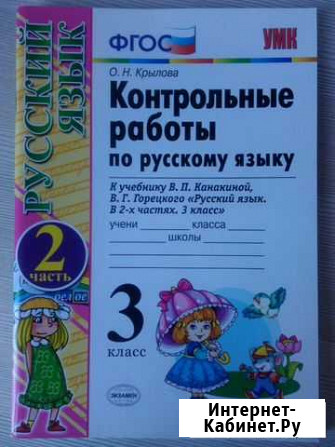 ФГОС
УМК
О. Н. Крылова
РУССКИЙ ЯЗЫК
Контрольные
работы
по русскому языку
К учебнику В. П. Канакиной,
В. Г. Горецкого «Русский язык.
В 2-х частях. 3 класс»
учени класса
школы
2
часть
3
класс
ЭКЗАМЕН
Интернет-
Кабинет.Ру